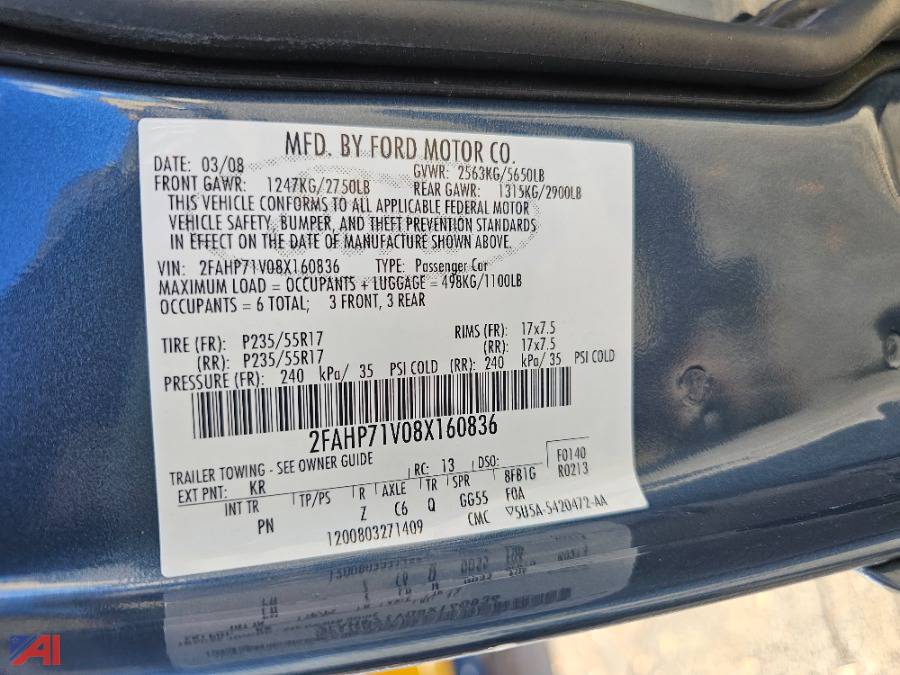 MFD. BY FORD MOTOR CO.
DATE: 03/08 GVWR: 2563KG/5650LB
FRONT GAWR: 1247KG/2750LB REAR GAWR: 1315KG/2900LB
THIS VEHICLE CONFORMS TO ALL APPLICABLE FEDERAL MOTOR
VEHICLE SAFETY, BUMPER, AND THEFT PREVENTION STANDARDS
IN EFFECT ON THE DATE OF MANUFACTURE SHOWN ABOVE.
VIN: 2FAHP71V08X160836 TYPE: Passenger Car
MAXIMUM LOAD = OCCUPANTS + LUGGAGE = 498KG/1100LB
OCCUPANTS = 6 TOTAL; 3 FRONT, 3 REAR
TIRE (FR): P235/55R17 RIMS (FR): 17x7.5
(RR): P235/55R17 (RR): 17x7.5
PRESSURE (FR): 240 kPa/ 35 PSI COLD (RR): 240 kPa/ 35 PSI COLD
2FAHP71V08X160836
TRAILER TOWING - SEE OWNER GUIDE RC: 13 DSO: F0140
EXT PNT: KR 8FB1G R0213
INT TR TP/PS R AXLE TR SPR FOA
PN Z C6 Q GG55
1200803271409 CMC ▽5U5A-5420472-AA
AI